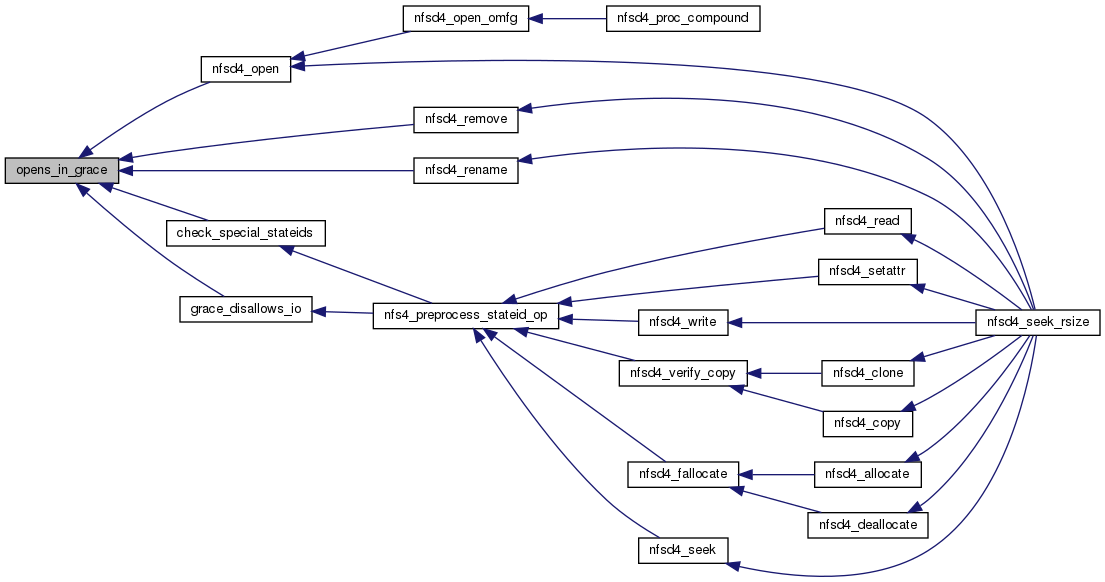 nfsd4_open_omfg
nfsd4_proc_compound
nfsd4_open
nfsd4_remove
opens_in_grace
nfsd4_rename
nfsd4_read
check_special_stateids
nfsd4_setattr
grace_disallows_io
nfs4_preprocess_stateid_op
nfsd4_write
nfsd4_seek_rsize
nfsd4_verify_copy
nfsd4_clone
nfsd4_copy
nfsd4_fallocate
nfsd4_allocate
nfsd4_deallocate
nfsd4_seek